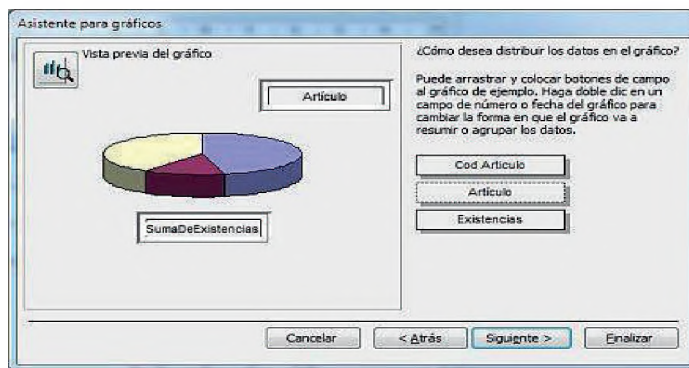 Asistente para gráficos
Vista previa del gráfico
Artículo
SumaDeExistencias
¿Cómo desea distribuir los datos en el gráfico?
Puede arrastrar y colocar botones de campo
al gráfico de ejemplo. Haga doble clic en un
campo de número o fecha del gráfico para
cambiar la forma en que el gráfico va a
resumir o agrupar los datos.
Cod Articulo
Artículo
Existencias
Cancelar
< Atrás
Siguiente >
Finalizar